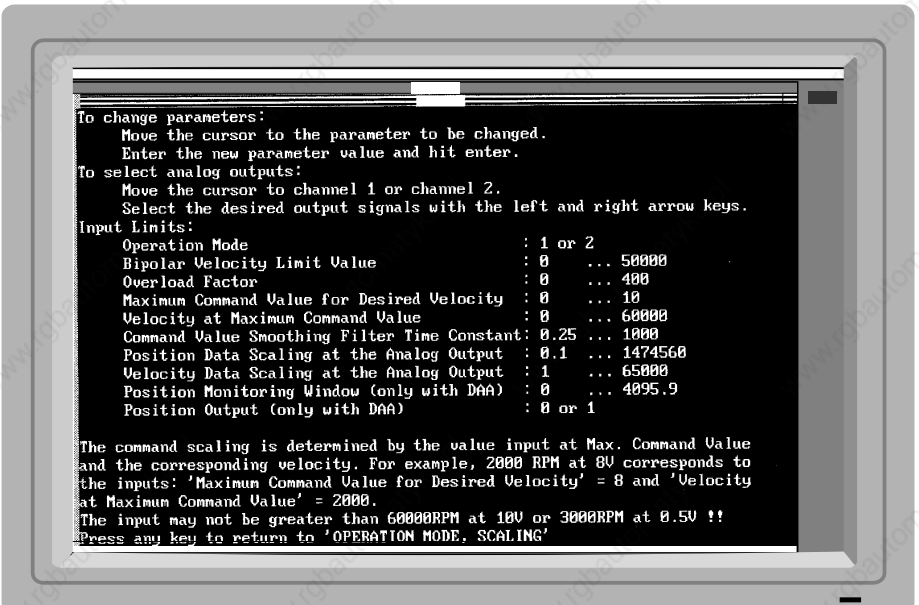 To change parameters:
Move the cursor to the parameter to be changed.
Enter the new parameter value and hit enter.
To select analog outputs:
Move the cursor to channel 1 or channel 2.
Select the desired output signals with the left and right arrow keys.
Input Limits:
Operation Mode : 1 or 2
Bipolar Velocity Limit Value : 0 ... 50000
Overload Factor : 0 ... 400
Maximum Command Value for Desired Velocity : 0 ... 10
Velocity at Maximum Command Value : 0 ... 60000
Command Value Smoothing Filter Time Constant: 0.25 ... 1000
Position Data Scaling at the Analog Output : 0.1 ... 1474560
Velocity Data Scaling at the Analog Output : 1 ... 65000
Position Monitoring Window (only with DAA) : 0 ... 4095.9
Position Output (only with DAA) : 0 or 1
The command scaling is determined by the value input at Max. Command Value
and the corresponding velocity. For example, 2000 RPM at 8V corresponds to
the inputs: 'Maximum Command Value for Desired Velocity' = 8 and 'Velocity
at Maximum Command Value' = 2000.
The input may not be greater than 60000RPM at 10V or 3000RPM at 0.5V !!
Press any key to return to 'OPERATION MODE, SCALING'